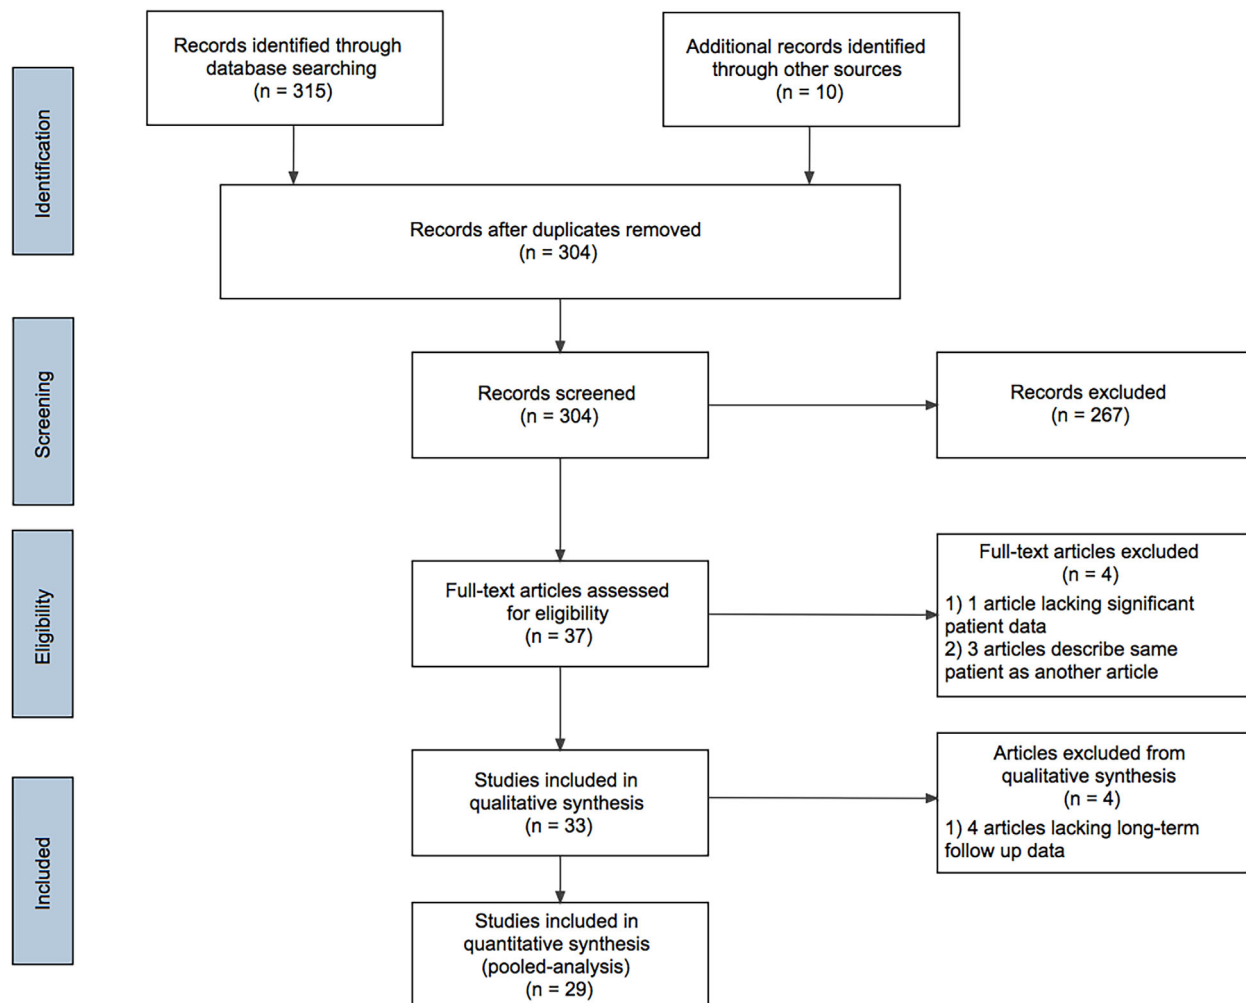 Records identified through
database searching
(n = 315)
Additional records identified
through other sources
(n = 10)
Identification
Records after duplicates removed
(n = 304)
Screening
Records screened
(n = 304)
Records excluded
(n = 267)
Eligibility
Full-text articles assessed
for eligibility
(n = 37)
Full-text articles excluded
(n = 4)
1) 1 article lacking significant
patient data
2) 3 articles describe same
patient as another article
Included
Studies included in
qualitative synthesis
(n = 33)
Articles excluded from
qualitative synthesis
(n = 4)
1) 4 articles lacking long-term
follow up data
Studies included in
quantitative synthesis
(pooled-analysis)
(n = 29)